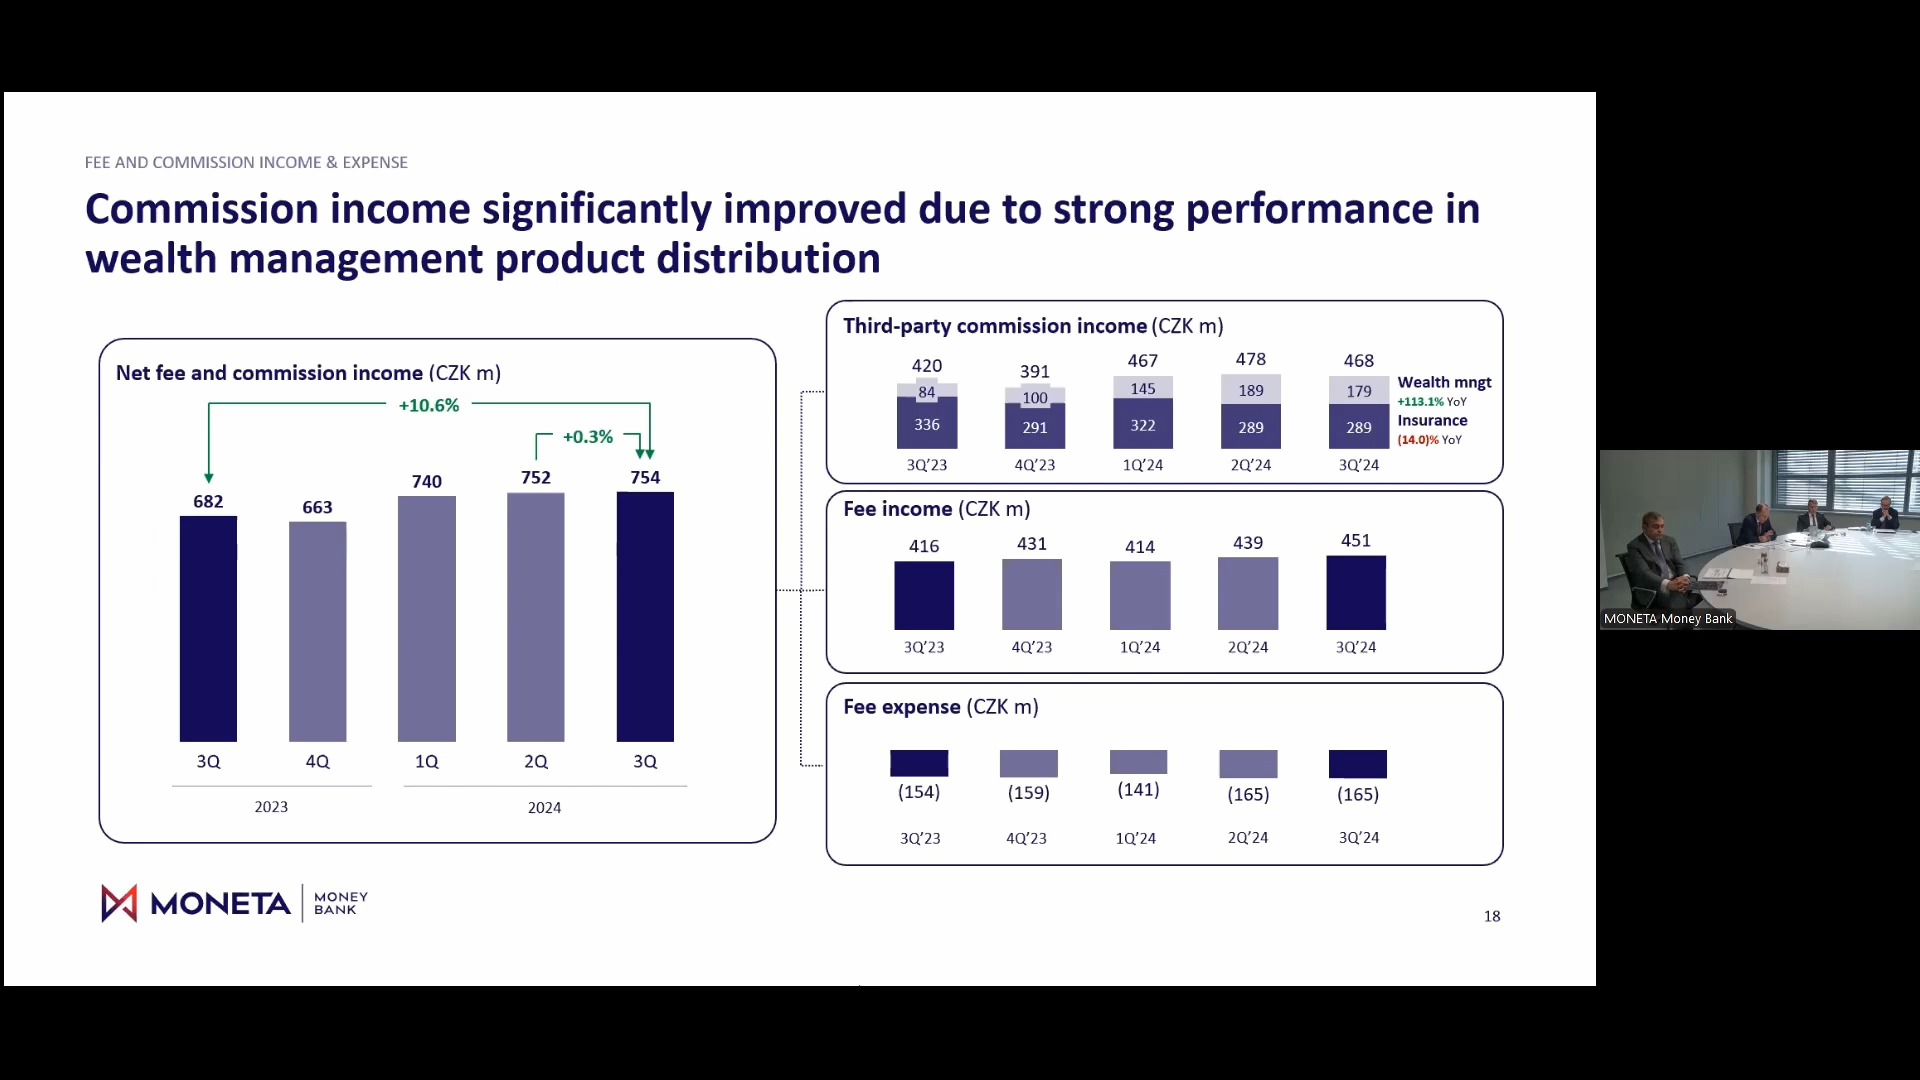 FEE AND COMMISSION INCOME & EXPENSE
Commission income significantly improved due to strong performance in
wealth management product distribution
Net fee and commission income (CZK m)
+10.6%
+0.3%
682
663
740
752
754
3Q
4Q
1Q
2Q
3Q
2023
2024
Third-party commission income (CZK m)
420
391
467
478
468
84
100
145
189
179
336
291
322
289
289
3Q’23
4Q’23
1Q’24
2Q’24
3Q’24
Wealth mngt
+113.1% YoY
Insurance
(14.0)% YoY
Fee income (CZK m)
416
431
414
439
451
3Q’23
4Q’23
1Q’24
2Q’24
3Q’24
Fee expense (CZK m)
(154)
(159)
(141)
(165)
(165)
3Q’23
4Q’23
1Q’24
2Q’24
3Q’24
MONETA
MONEY
BANK
18
MONETA Money Bank